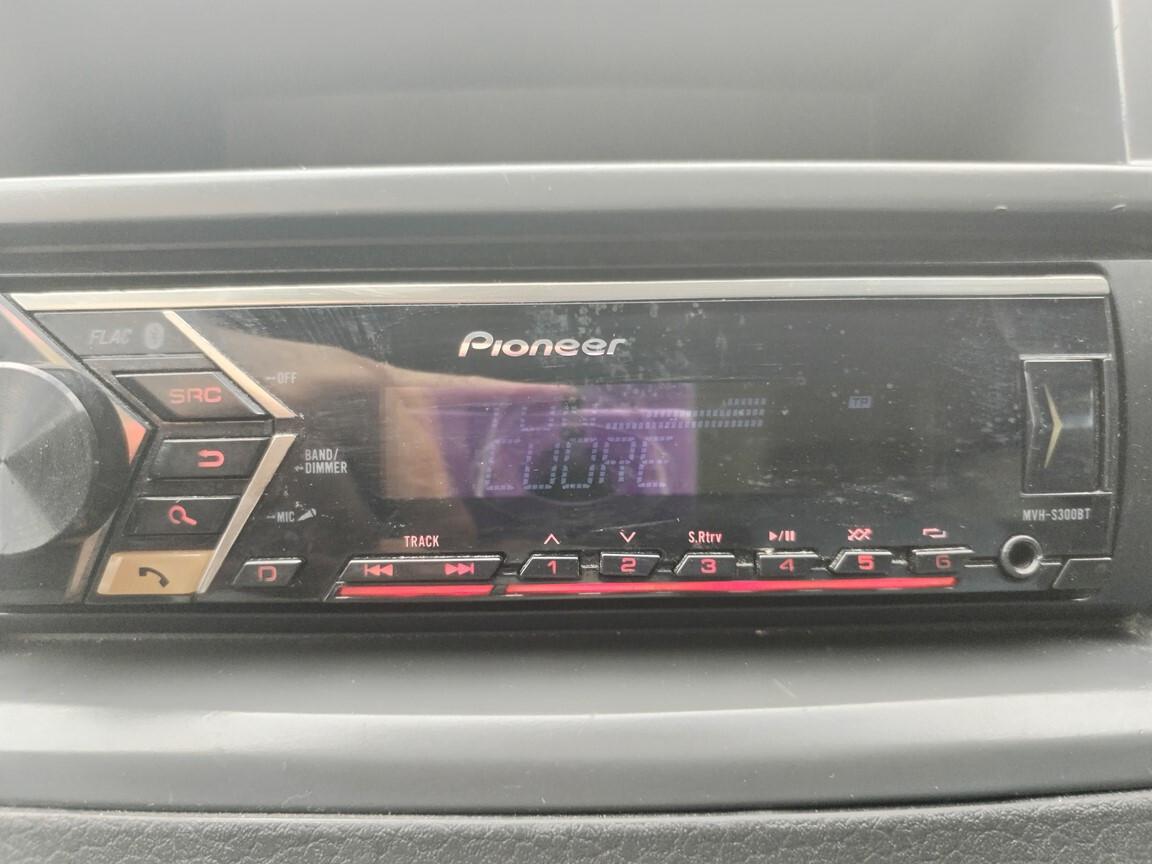 Pioneer
FLAC
OFF
SRC
TP
BAND/
DIMMER
MIC
MVH-S300BT
TRACK
S.Rtrv
D
1
2
3
4
5
6